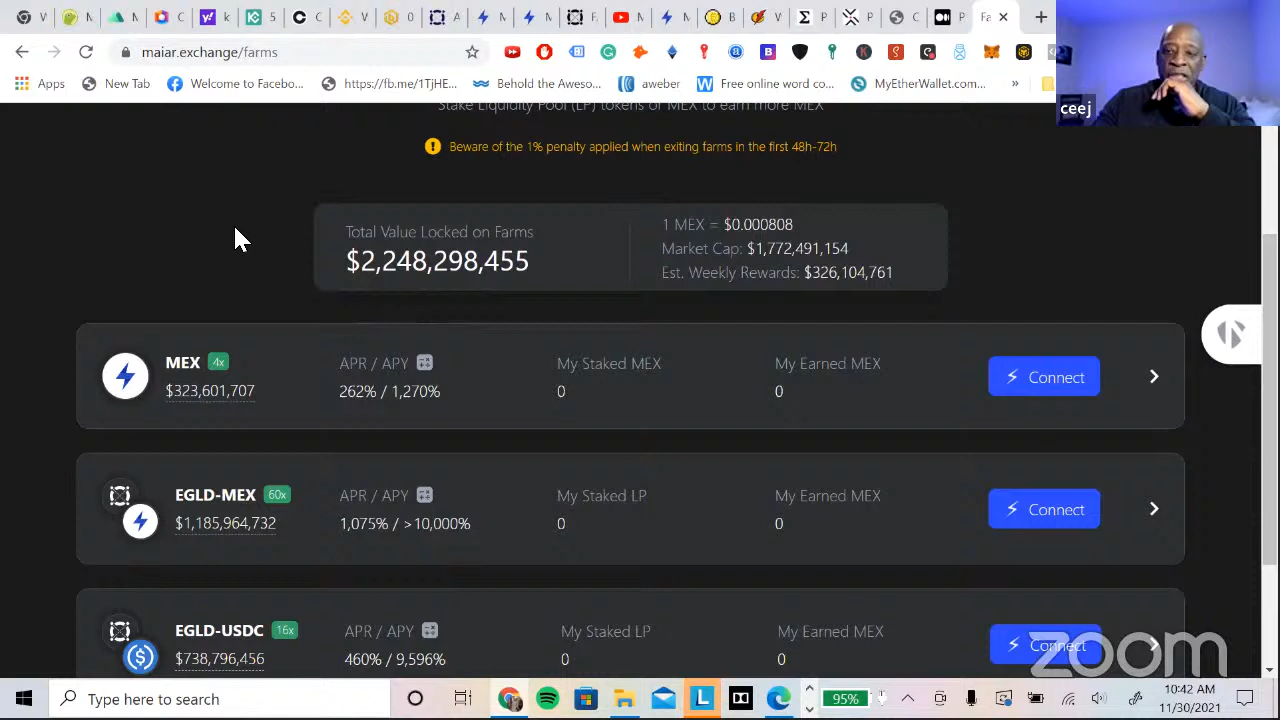 V
M
C
k
5
C
V
0
A
M
M
F
M
B
V
P
P
C
P
Fa
maiar.exchange/farms
Apps
New Tab
Welcome to Facebo...
https://fb.me/1TjHE...
Behold the Aweso...
aweber
Free online word co...
MyEtherWallet.com...
ceej
Stake Liquidity Pool (LP) tokens or MEX to earn more MEX
Beware of the 1% penalty applied when exiting farms in the first 48h-72h
Total Value Locked on Farms
$2,248,298,455
1 MEX = $0.000808
Market Cap: $1,772,491,154
Est. Weekly Rewards: $326,104,761
MEX 4x
$323,601,707
APR / APY
262% / 1,270%
My Staked MEX
0
My Earned MEX
0
Connect
EGLD-MEX 60x
$1,185,964,732
APR / APY
1,075% / >10,000%
My Staked LP
0
My Earned MEX
0
Connect
EGLD-USDC 16x
$738,796,456
APR / APY
460% / 9,596%
My Staked LP
0
My Earned MEX
0
Connect
zoom
Type here to search
95%
10:42 AM
11/30/2021